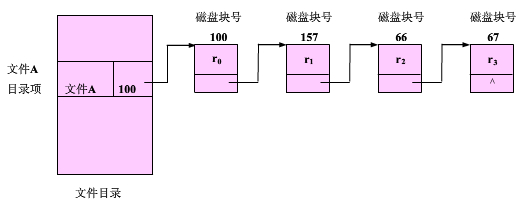 磁盘块号 磁盘块号 磁盘块号 磁盘块号
100 157 66 67
r₀ r₁ r₂ r₃
文件A
目录项
文件A 100
^
文件目录